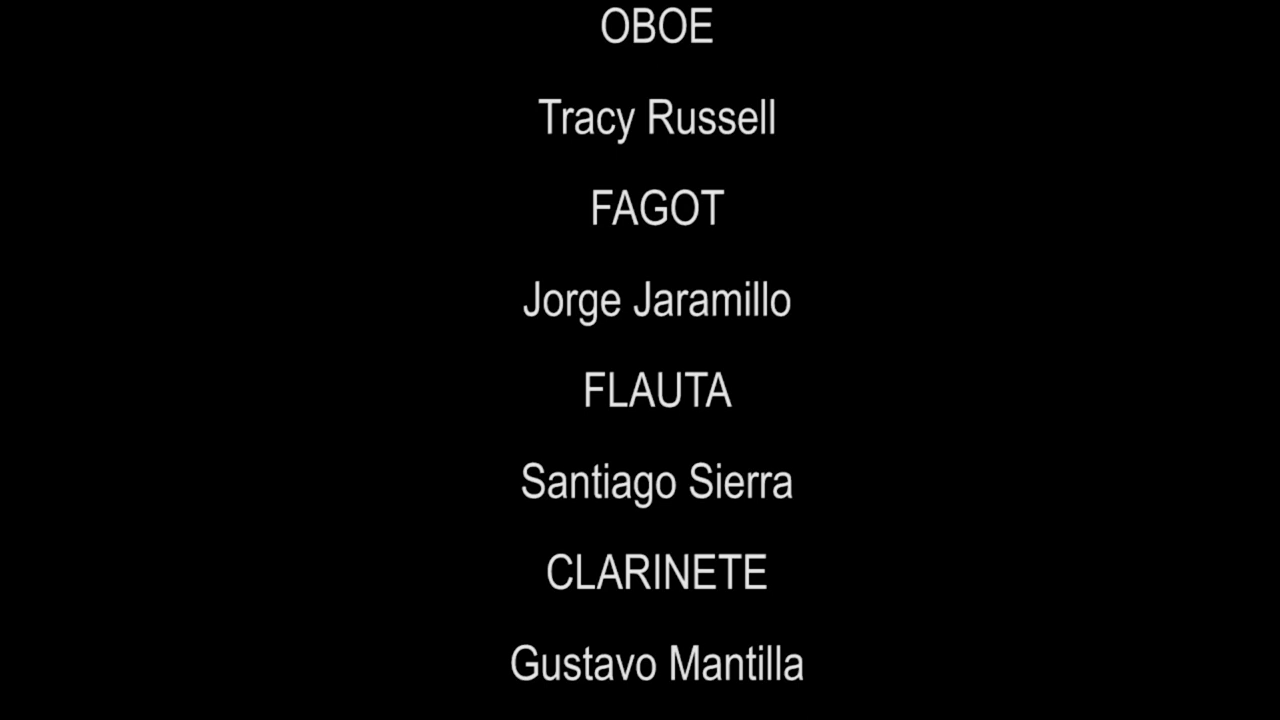 OBOE
Tracy Russell
FAGOT
Jorge Jaramillo
FLAUTA
Santiago Sierra
CLARINETE
Gustavo Mantilla